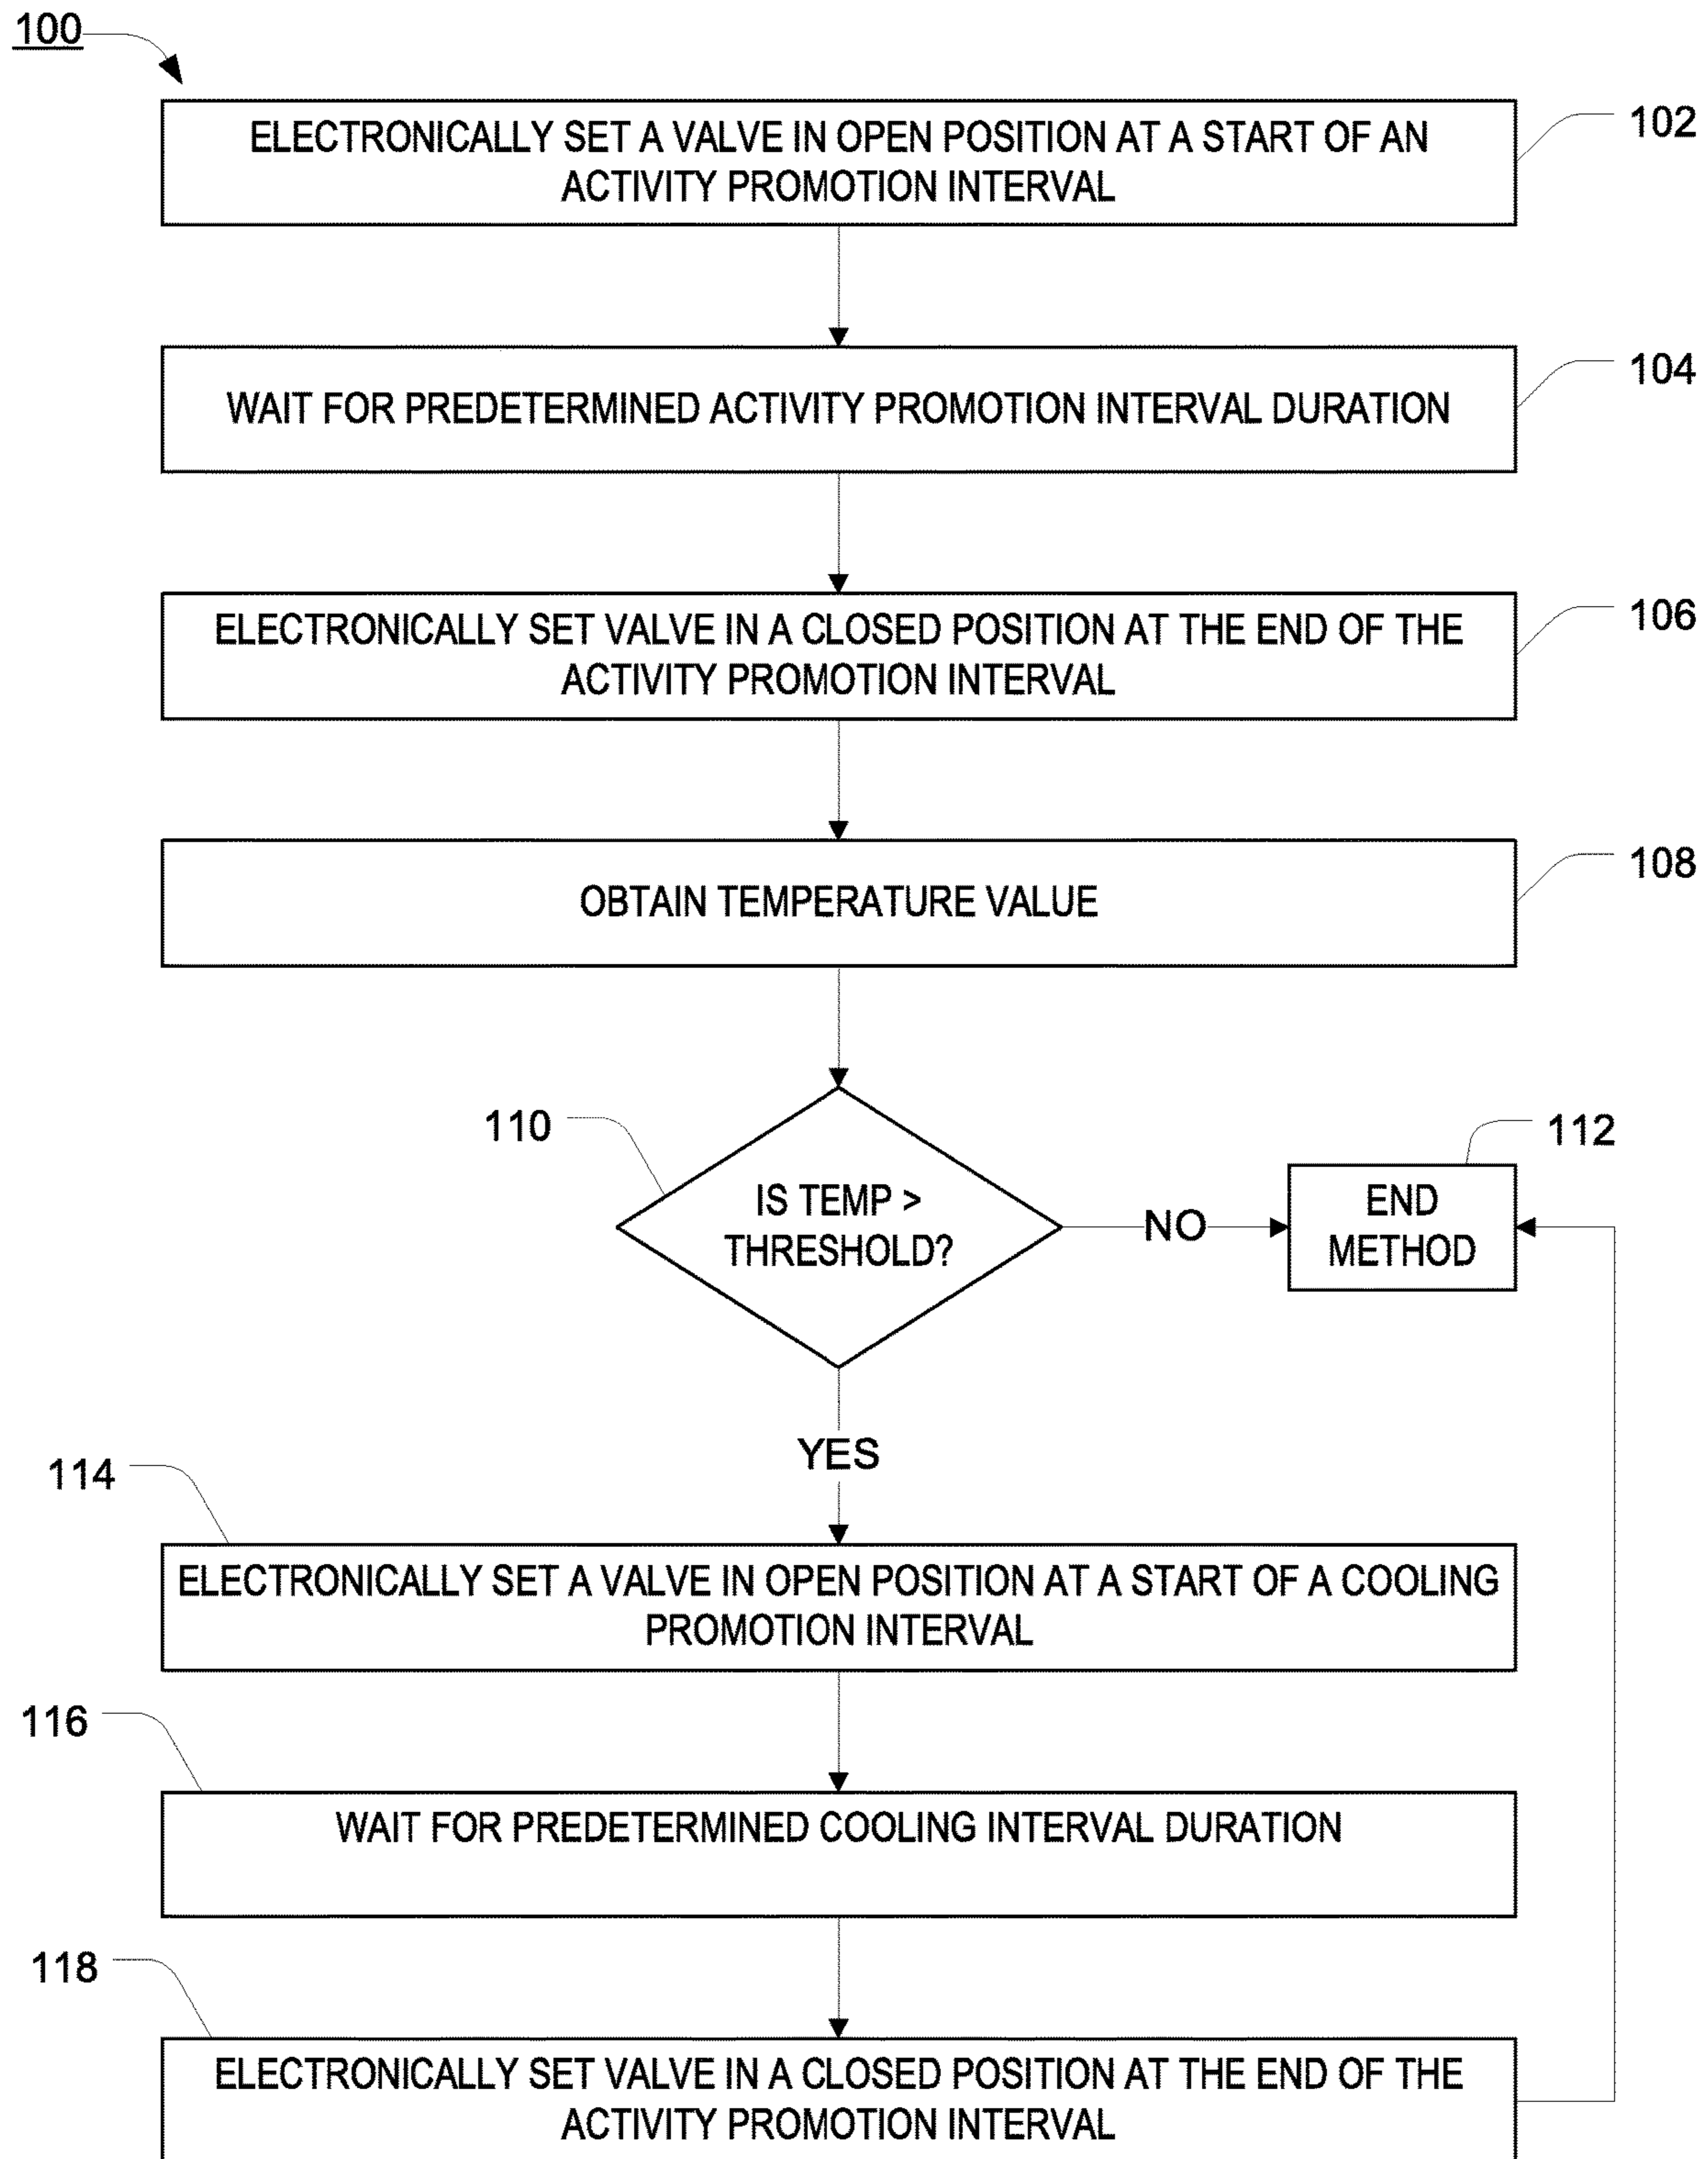 100
ELECTRONICALLY SET A VALVE IN OPEN POSITION AT A START OF AN
ACTIVITY PROMOTION INTERVAL
102
WAIT FOR PREDETERMINED ACTIVITY PROMOTION INTERVAL DURATION
104
ELECTRONICALLY SET VALVE IN A CLOSED POSITION AT THE END OF THE
ACTIVITY PROMOTION INTERVAL
106
OBTAIN TEMPERATURE VALUE
108
110
IS TEMP >
THRESHOLD?
NO
112
END
METHOD
YES
114
ELECTRONICALLY SET A VALVE IN OPEN POSITION AT A START OF A COOLING
PROMOTION INTERVAL
116
WAIT FOR PREDETERMINED COOLING INTERVAL DURATION
118
ELECTRONICALLY SET VALVE IN A CLOSED POSITION AT THE END OF THE
ACTIVITY PROMOTION INTERVAL